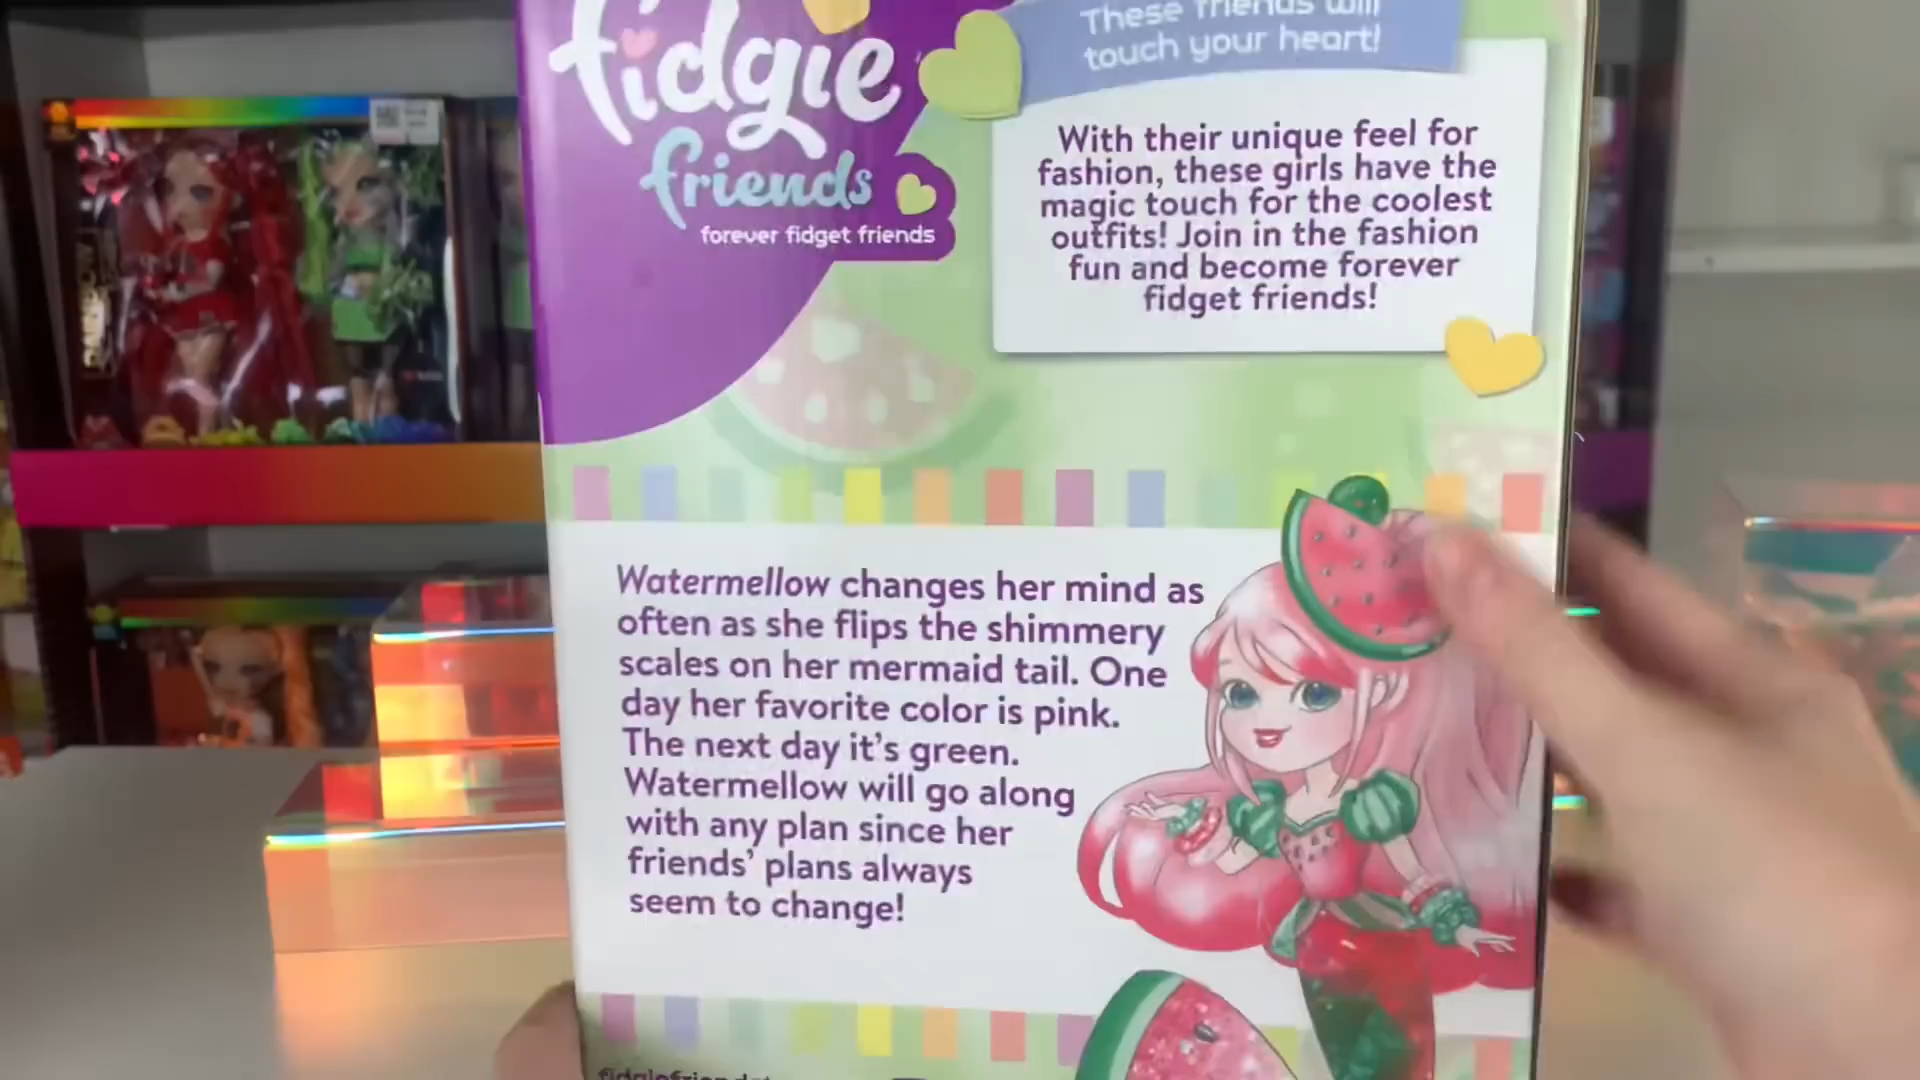 fidgie
friends
forever fidget friends
These friends will
touch your heart!
With their unique feel for
fashion, these girls have the
magic touch for the coolest
outfits! Join in the fashion
fun and become forever
fidget friends!
Watermellow changes her mind as
often as she flips the shimmery
scales on her mermaid tail. One
day her favorite color is pink.
The next day it's green.
Watermellow will go along
with any plan since her
friends' plans always
seem to change!